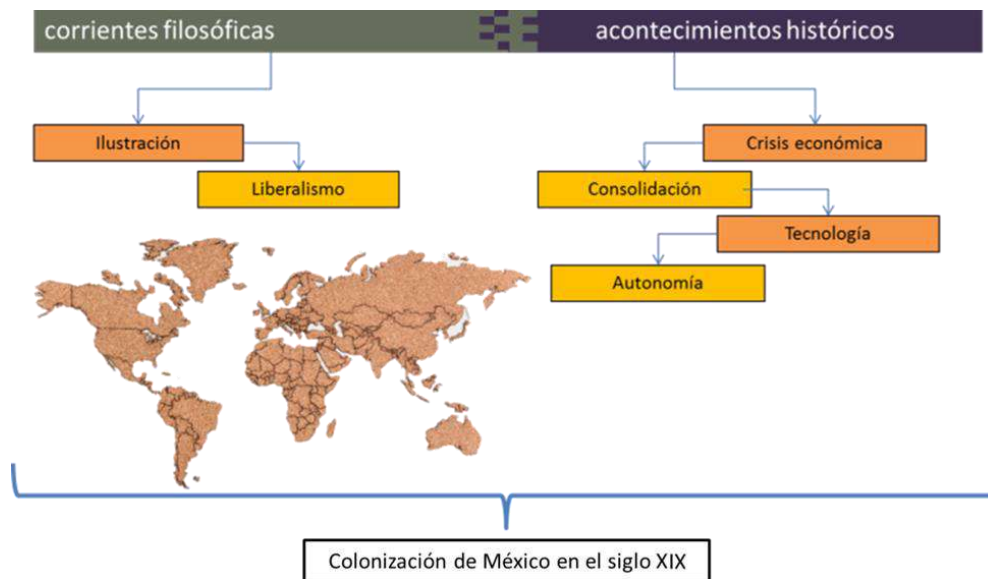 corrientes filosóficas
acontecimientos históricos
Ilustración
Liberalismo
Crisis económica
Consolidación
Tecnología
Autonomía
Colonización de México en el siglo XIX